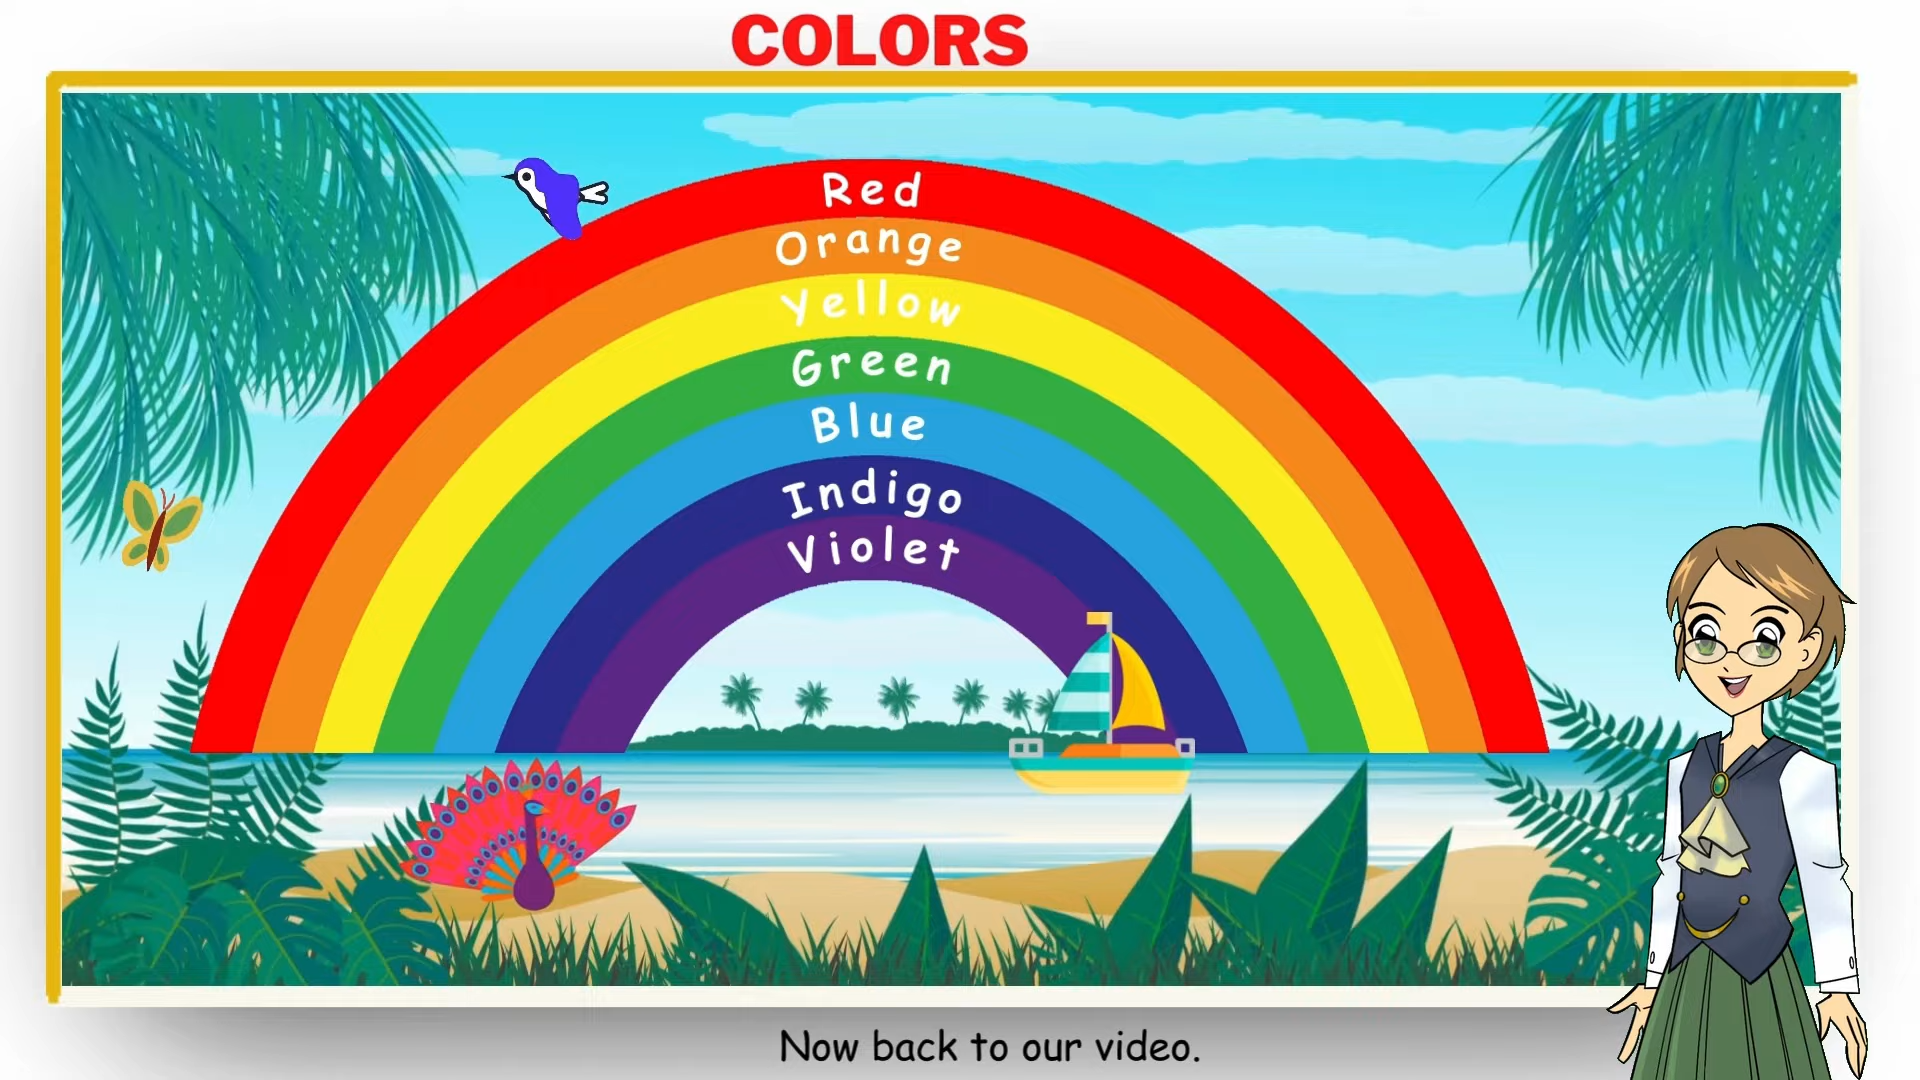 COLORS
Red
Orange
Yellow
Green
Blue
Indigo
Violet
Now back to our video.